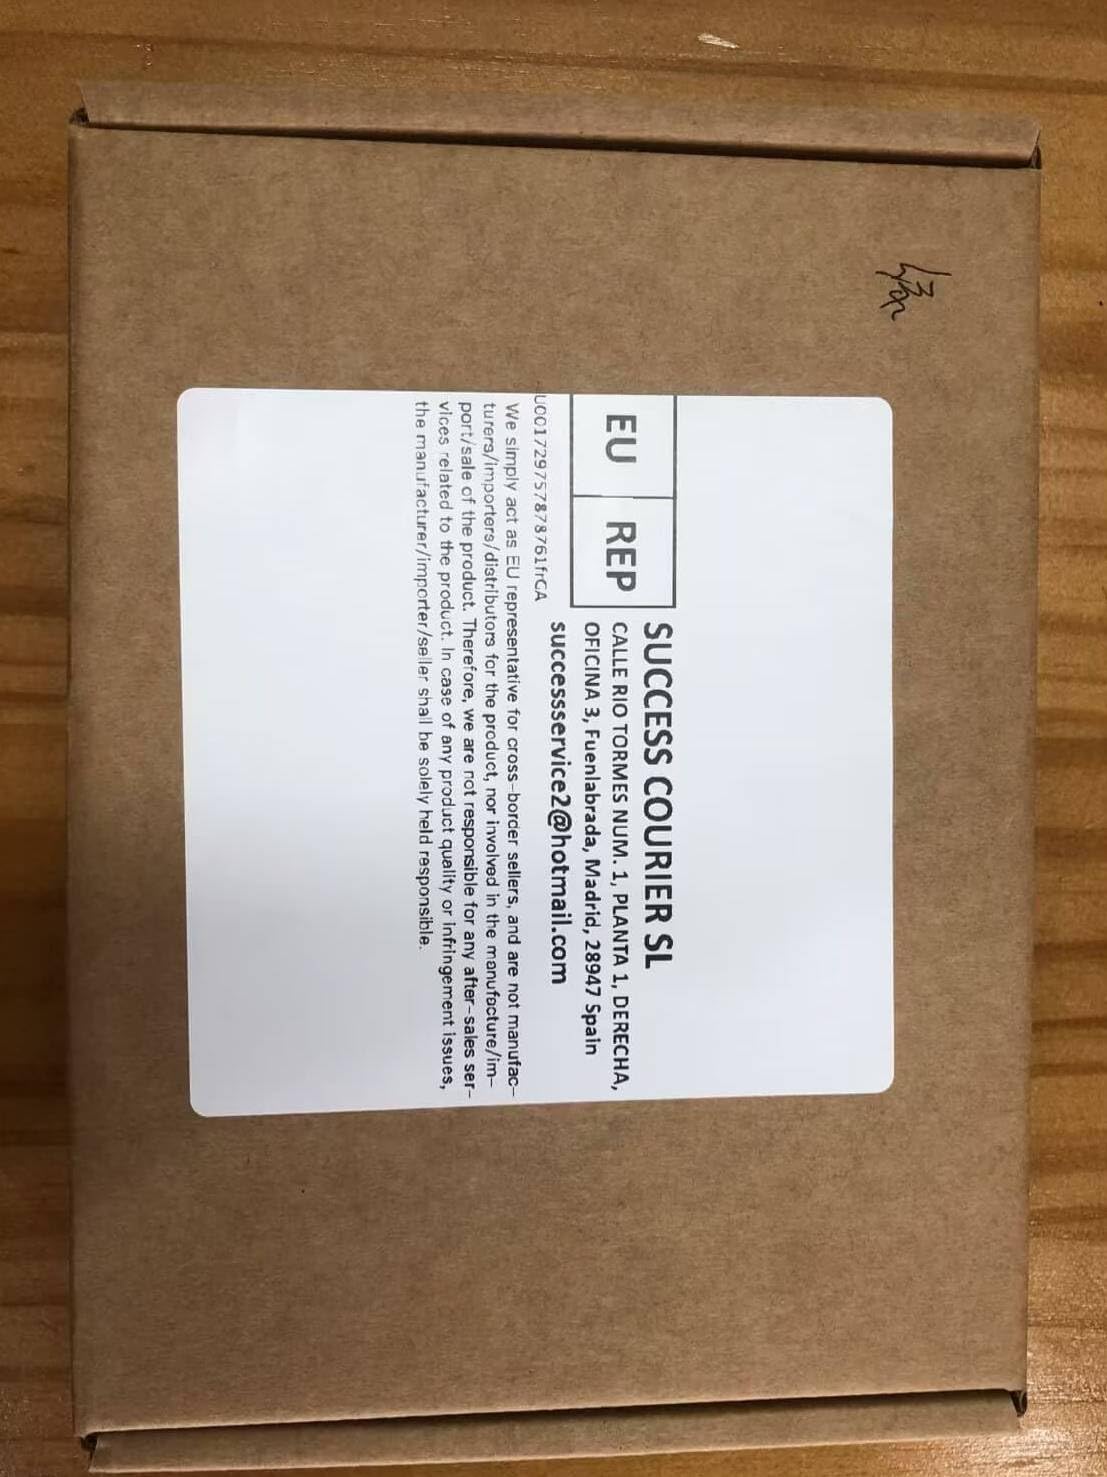 EU REP
SUCCESS COURIER SL
CALLE RIO TORMES NUM. 1, PLANTA 1, DERECHA,
OFICINA 3, Fuenlabrada, Madrid, 28947 Spain
successservice2@hotmail.com
U001729757878761frGA
We simply act as EU representative for cross-border sellers, and are not manufac-
turers/importers/distributors for the product, nor involved in the manufacture/im-
port/sale of the product. Therefore, we are not responsible for any after-sales ser-
vices related to the product. In case of any product quality or infringement issues,
the manufacturer/importer/seller shall be solely held responsible.